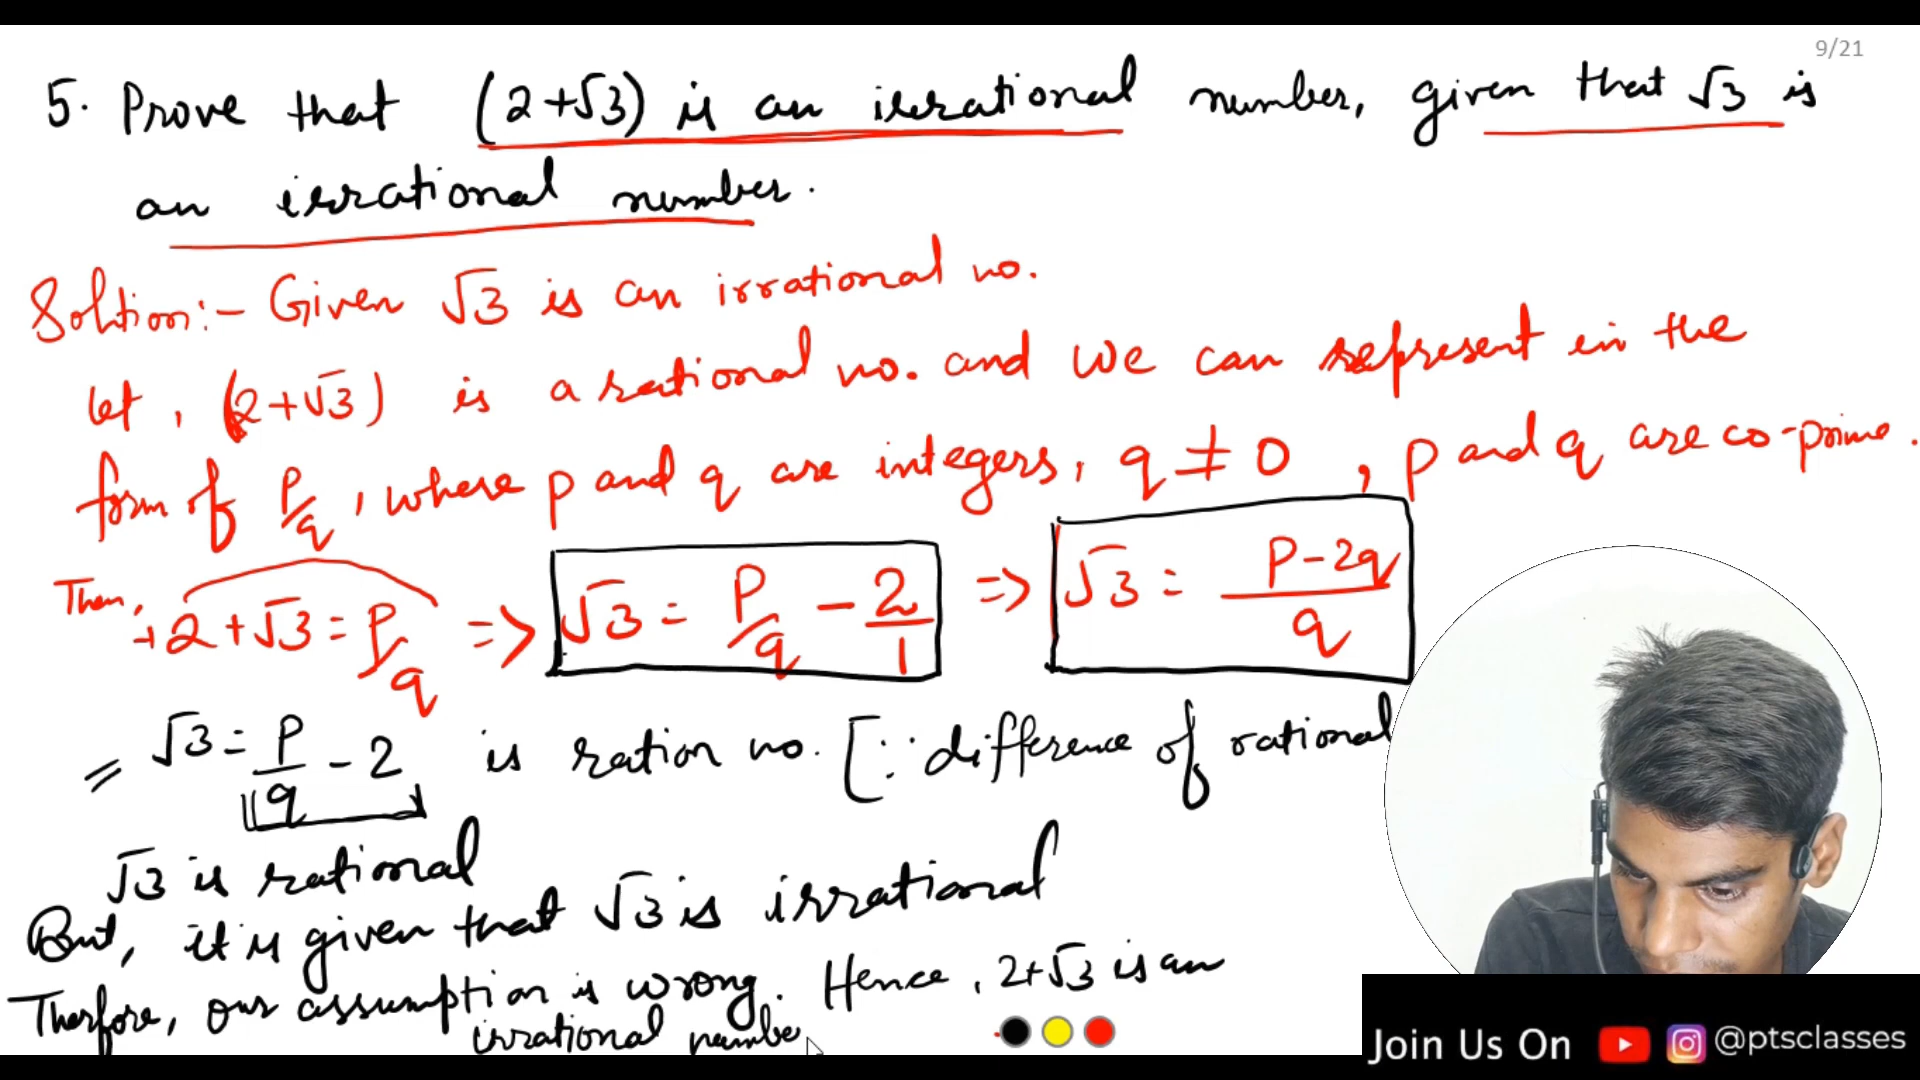 9/21
5. Prove that (2+√3) is an irrational number, given that √3 is
an irrational number.
Soltion:- Given √3 is an irrational no.
let, (2+√3) is a rational no. and we can represent in the
form of P/q, where p and q are integers, q ≠ 0, p and q are co-prime.
Then, +2+√3 = P/q => √3 = P/q - 2/1 => √3 = P-2q/q
= √3 = P/q - 2 is ration no. [∵ difference of rational
√3 is rational
But, it is given that √3 is irrational
Therfore, our assumption is wrong. Hence, 2+√3 is an
irrational number
Join Us On @ptsclasses